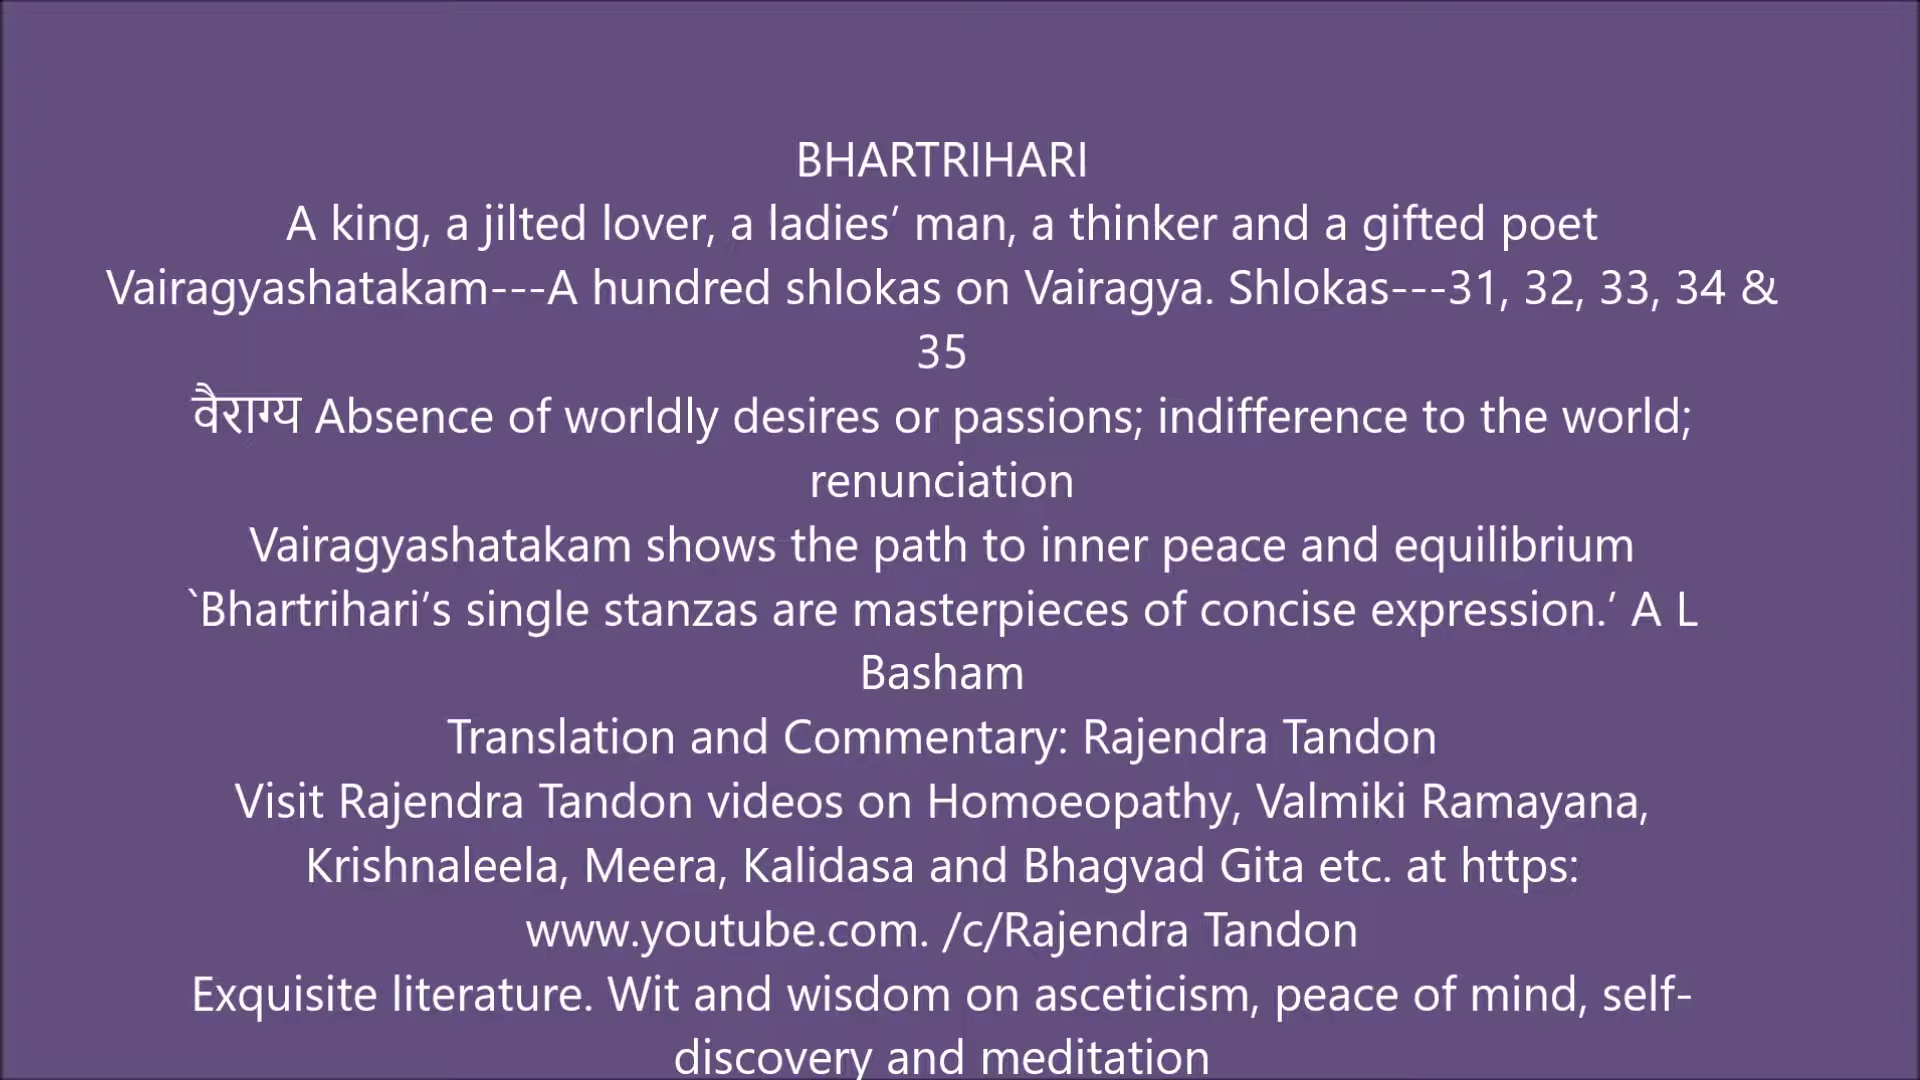 BHARTRIHARI
A king, a jilted lover, a ladies’ man, a thinker and a gifted poet
Vairagyashatakam---A hundred shlokas on Vairagya. Shlokas---31, 32, 33, 34 &
35
वैराग्य Absence of worldly desires or passions; indifference to the world;
renunciation
Vairagyashatakam shows the path to inner peace and equilibrium
`Bhartrihari’s single stanzas are masterpieces of concise expression.’ A L
Basham
Translation and Commentary: Rajendra Tandon
Visit Rajendra Tandon videos on Homoeopathy, Valmiki Ramayana,
Krishnaleela, Meera, Kalidasa and Bhagvad Gita etc. at https:
www.youtube.com. /c/Rajendra Tandon
Exquisite literature. Wit and wisdom on asceticism, peace of mind, self-
discovery and meditation